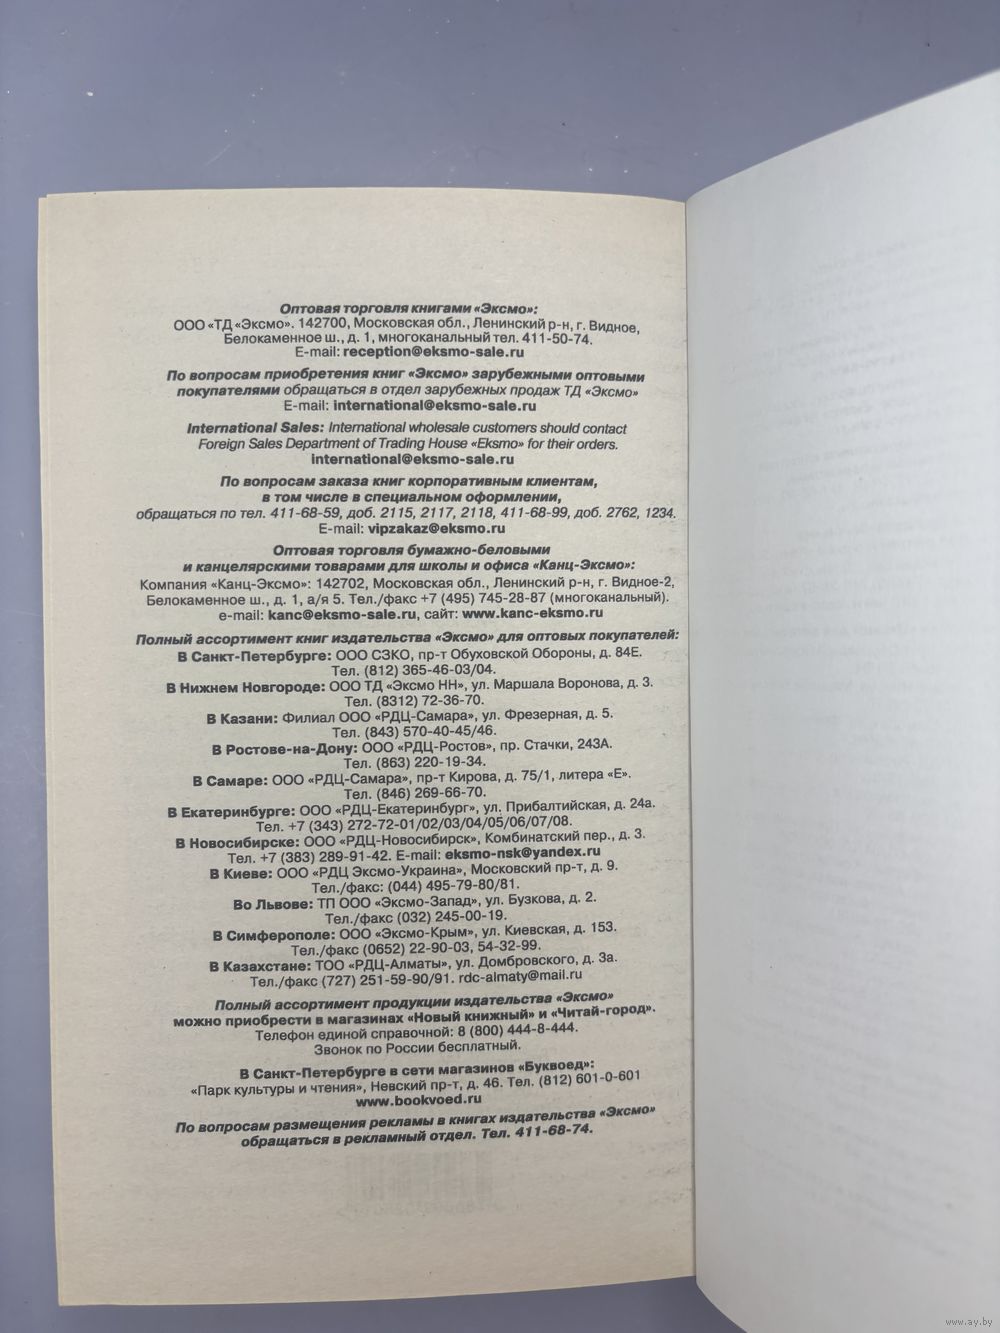 Оптовая торговля книгами «Эксмо»:
ООО «ТД «Эксмо». 142700, Московская обл., Ленинский р-н, г. Видное,
Белокаменное ш., д. 1, многоканальный тел. 411-50-74.
E-mail: reception@eksmo-sale.ru
По вопросам приобретения книг «Эксмо» зарубежными оптовыми
покупателями обращаться в отдел зарубежных продаж ТД «Эксмо»
E-mail: international@eksmo-sale.ru
International Sales: International wholesale customers should contact
Foreign Sales Department of Trading House «Eksmo» for their orders.
international@eksmo-sale.ru
По вопросам заказа книг корпоративным клиентам,
в том числе в специальном оформлении,
обращаться по тел. 411-68-59, доб. 2115, 2117, 2118, 411-68-99, доб. 2762, 1234.
E-mail: vipzakaz@eksmo.ru
Оптовая торговля бумажно-беловыми
и канцелярскими товарами для школы и офиса «Канц-Эксмо»:
Компания «Канц-Эксмо»: 142702, Московская обл., Ленинский р-н, г. Видное-2,
Белокаменное ш., д. 1, а/я 5. Тел./факс +7 (495) 745-28-87 (многоканальный).
e-mail: kanc@eksmo-sale.ru, сайт: www.kanc-eksmo.ru
Полный ассортимент книг издательства «Эксмо» для оптовых покупателей:
В Санкт-Петербурге: ООО СЗКО, пр-т Обуховской Обороны, д. 84Е.
Тел. (812) 365-46-03/04.
В Нижнем Новгороде: ООО ТД «Эксмо НН», ул. Маршала Воронова, д. 3.
Тел. (8312) 72-36-70.
В Казани: Филиал ООО «РДЦ-Самара», ул. Фрезерная, д. 5.
Тел. (843) 570-40-45/46.
В Ростове-на-Дону: ООО «РДЦ-Ростов», пр. Стачки, 243А.
Тел. (863) 220-19-34.
В Самаре: ООО «РДЦ-Самара», пр-т Кирова, д. 75/1, литера «Е».
Тел. (846) 269-66-70.
В Екатеринбурге: ООО «РДЦ-Екатеринбург», ул. Прибалтийская, д. 24а.
Тел. +7 (343) 272-72-01/02/03/04/05/06/07/08.
В Новосибирске: ООО «РДЦ-Новосибирск», Комбинатский пер., д. 3.
Тел. +7 (383) 289-91-42. E-mail: eksmo-nsk@yandex.ru
В Киеве: ООО «РДЦ Эксмо-Украина», Московский пр-т, д. 9.
Тел./факс: (044) 495-79-80/81.
Во Львове: ТП ООО «Эксмо-Запад», ул. Бузкова, д. 2.
Тел./факс (032) 245-00-19.
В Симферополе: ООО «Эксмо-Крым», ул. Киевская, д. 153.
Тел./факс (0652) 22-90-03, 54-32-99.
В Казахстане: ТОО «РДЦ-Алматы», ул. Домбровского, д. 3а.
Тел./факс (727) 251-59-90/91. rdc-almaty@mail.ru
Полный ассортимент продукции издательства «Эксмо»
можно приобрести в магазинах «Новый книжный» и «Читай-город».
Телефон единой справочной: 8 (800) 444-8-444.
Звонок по России бесплатный.
В Санкт-Петербурге в сети магазинов «Буквоед»:
«Парк культуры и чтения», Невский пр-т, д. 46. Тел. (812) 601-0-601
www.bookvoed.ru
По вопросам размещения рекламы в книгах издательства «Эксмо»
обращаться в рекламный отдел. Тел. 411-68-74.
www.ay.by